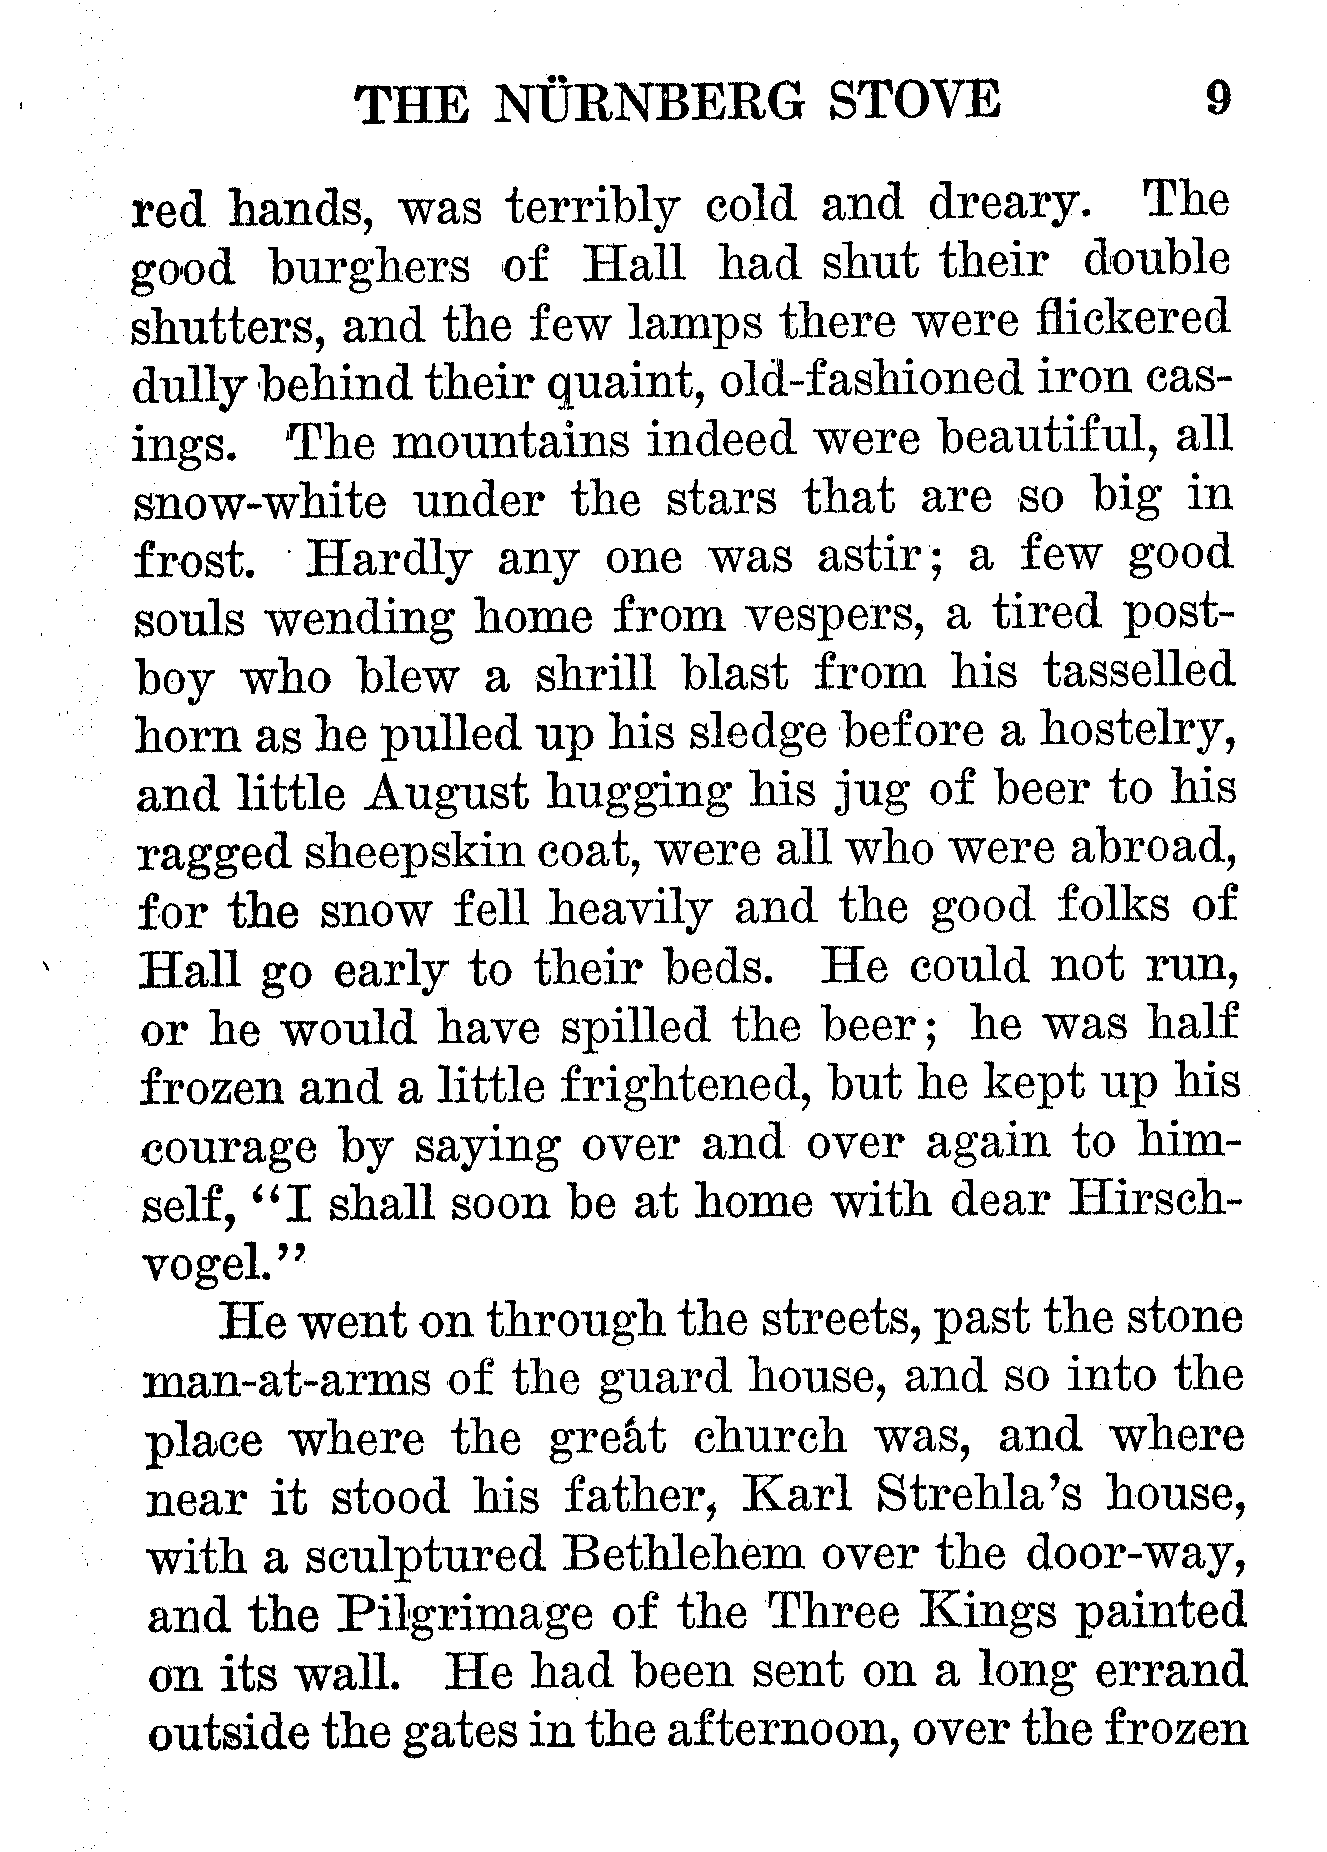 THE NÜRNBERG STOVE 9
red hands, was terribly cold and dreary. The
good burghers of Hall had shut their double
shutters, and the few lamps there were flickered
dully behind their quaint, old-fashioned iron cas-
ings. The mountains indeed were beautiful, all
snow-white under the stars that are so big in
frost. Hardly any one was astir; a few good
souls wending home from vespers, a tired post-
boy who blew a shrill blast from his tasselled
horn as he pulled up his sledge before a hostelry,
and little August hugging his jug of beer to his
ragged sheepskin coat, were all who were abroad,
for the snow fell heavily and the good folks of
Hall go early to their beds. He could not run,
or he would have spilled the beer; he was half
frozen and a little frightened, but he kept up his
courage by saying over and over again to him-
self, "I shall soon be at home with dear Hirsch-
vogel."
He went on through the streets, past the stone
man-at-arms of the guard house, and so into the
place where the great church was, and where
near it stood his father, Karl Strehla's house,
with a sculptured Bethlehem over the door-way,
and the Pilgrimage of the Three Kings painted
on its wall. He had been sent on a long errand
outside the gates in the afternoon, over the frozen